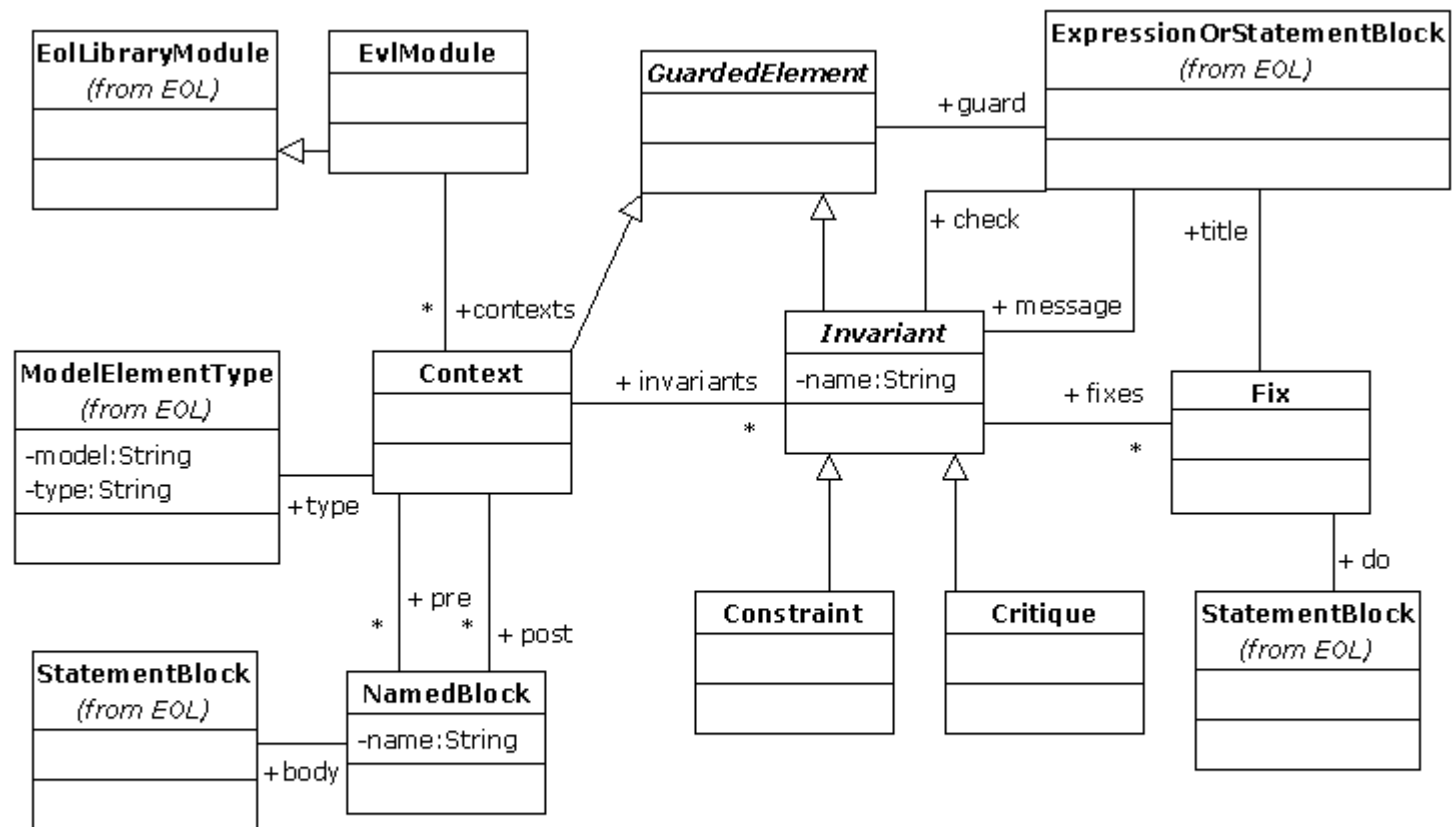 EolLibraryModule
(from EOL)
EvlModule
GuardedElement
ExpressionOrStatementBlock
(from EOL)
+guard
+ check
+title
* +contexts
+ message
Invariant
-name:String
ModelElementType
(from EOL)
-model:String
-type:String
Context
+ invariants
*
+ fixes
*
Fix
+type
+ pre
*
*
+ post
+ do
Constraint
Critique
StatementBlock
(from EOL)
StatementBlock
(from EOL)
NamedBlock
-name:String
+body